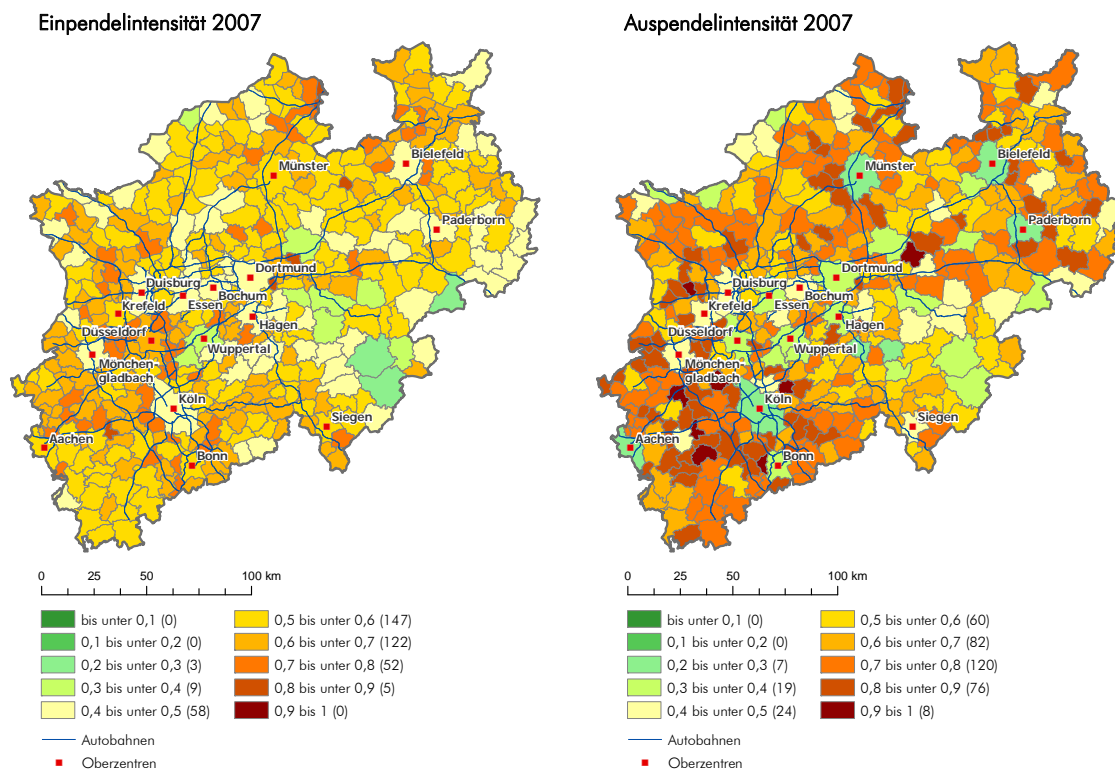 Einpendelintensität 2007
Münster
Bielefeld
Paderborn
Dortmund
Duisburg
Bochum
Essen
Krefeld
Hagen
Düsseldorf
Wuppertal
Mönchen
gladbach
Köln
Siegen
Aachen
Bonn
0 25 50 100 km
bis unter 0,1 (0)
0,1 bis unter 0,2 (0)
0,2 bis unter 0,3 (3)
0,3 bis unter 0,4 (9)
0,4 bis unter 0,5 (58)
0,5 bis unter 0,6 (147)
0,6 bis unter 0,7 (122)
0,7 bis unter 0,8 (52)
0,8 bis unter 0,9 (5)
0,9 bis 1 (0)
Autobahnen
Oberzentren
Auspendelintensität 2007
Münster
Bielefeld
Paderborn
Dortmund
Duisburg
Bochum
Essen
Krefeld
Hagen
Düsseldorf
Wuppertal
Mönchen
gladbach
Köln
Siegen
Aachen
Bonn
0 25 50 100 km
bis unter 0,1 (0)
0,1 bis unter 0,2 (0)
0,2 bis unter 0,3 (7)
0,3 bis unter 0,4 (19)
0,4 bis unter 0,5 (24)
0,5 bis unter 0,6 (60)
0,6 bis unter 0,7 (82)
0,7 bis unter 0,8 (120)
0,8 bis unter 0,9 (76)
0,9 bis 1 (8)
Autobahnen
Oberzentren